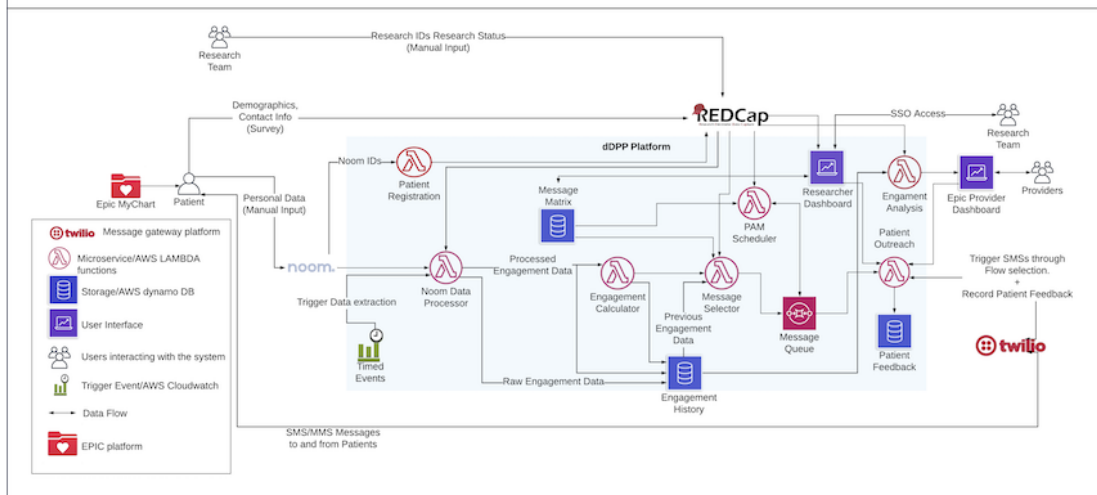 Research
Team
Research IDs Research Status
(Manual Input)
Demographics,
Contact Info
(Survey)
REDCap
SSO Access
Research
Team
dDPP Platform
Noom IDs
Patient
Registration
Epic MyChart
Patient
Personal Data
(Manual Input)
Message
Matrix
PAM
Scheduler
Researcher
Dashboard
Engament
Analysis
Epic Provider
Dashboard
Providers
Patient
Outreach
noom.
Noom Data
Processor
Processed
Engagement Data
Engagement
Calculator
Message
Selector
Message
Queue
Previous
Engagement
Data
Trigger Data extraction
Timed
Events
Raw Engagement Data
Engagement
History
Patient
Feedback
Trigger SMSs through
Flow selection.
+
Record Patient Feedback
twilio
SMS/MMS Messages
to and from Patients
twilio Message gateway platform
Microservice/AWS LAMBDA
functions
Storage/AWS dynamo DB
User Interface
Users interacting with the system
Trigger Event/AWS Cloudwatch
Data Flow
EPIC platform